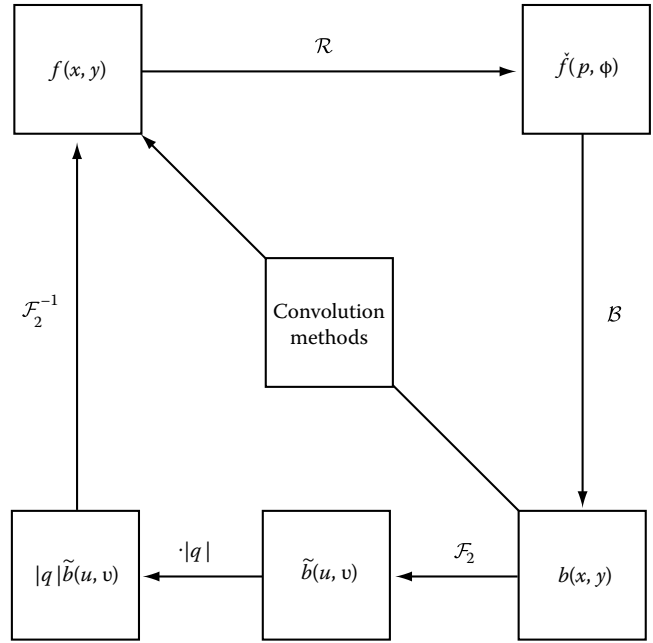 f(x, y)
ℛ
f̌(p, ϕ)
ℱ₂⁻¹
Convolution
methods
ℬ
|q|b̃(u, υ)
·|q|
b̃(u, υ)
ℱ₂
b(x, y)